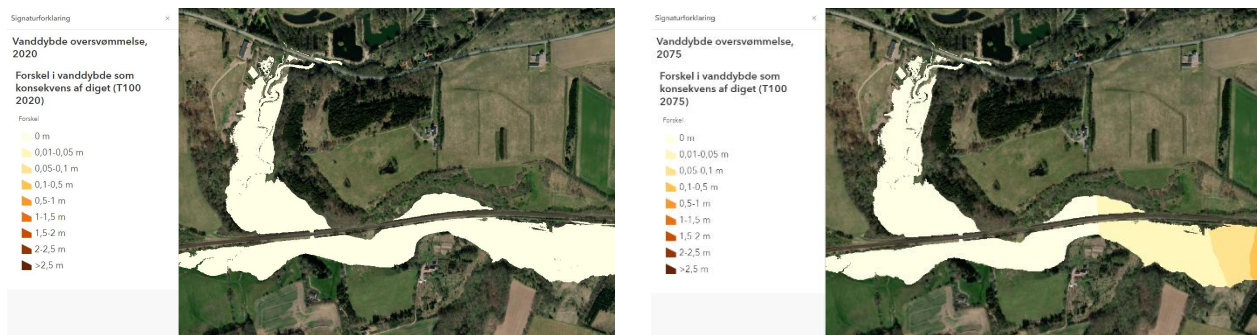 Signaturforklaring ×
Vanddybde oversvømmelse,
2020
Forskel i vanddybde som
konsekvens af diget (T100
2020)
Forskel
0 m
0,01-0,05 m
0,05-0,1 m
0,1-0,5 m
0,5-1 m
1-1,5 m
1,5-2 m
2-2,5 m
>2,5 m
Signaturforklaring ×
Vanddybde oversvømmelse,
2075
Forskel i vanddybde som
konsekvens af diget (T100
2075)
Forskel
0 m
0,01-0,05 m
0,05-0,1 m
0,1-0,5 m
0,5-1 m
1-1,5 m
1,5-2 m
2-2,5 m
>2,5 m